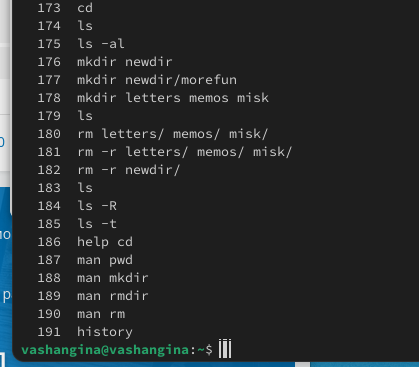 173 cd
174 ls
175 ls -al
176 mkdir newdir
177 mkdir newdir/morefun
178 mkdir letters memos misk
179 ls
180 rm letters/ memos/ misk/
181 rm -r letters/ memos/ misk/
182 rm -r newdir/
183 ls
184 ls -R
185 ls -t
186 help cd
187 man pwd
188 man mkdir
189 man rmdir
190 man rm
191 history
vashangina@vashangina:~$